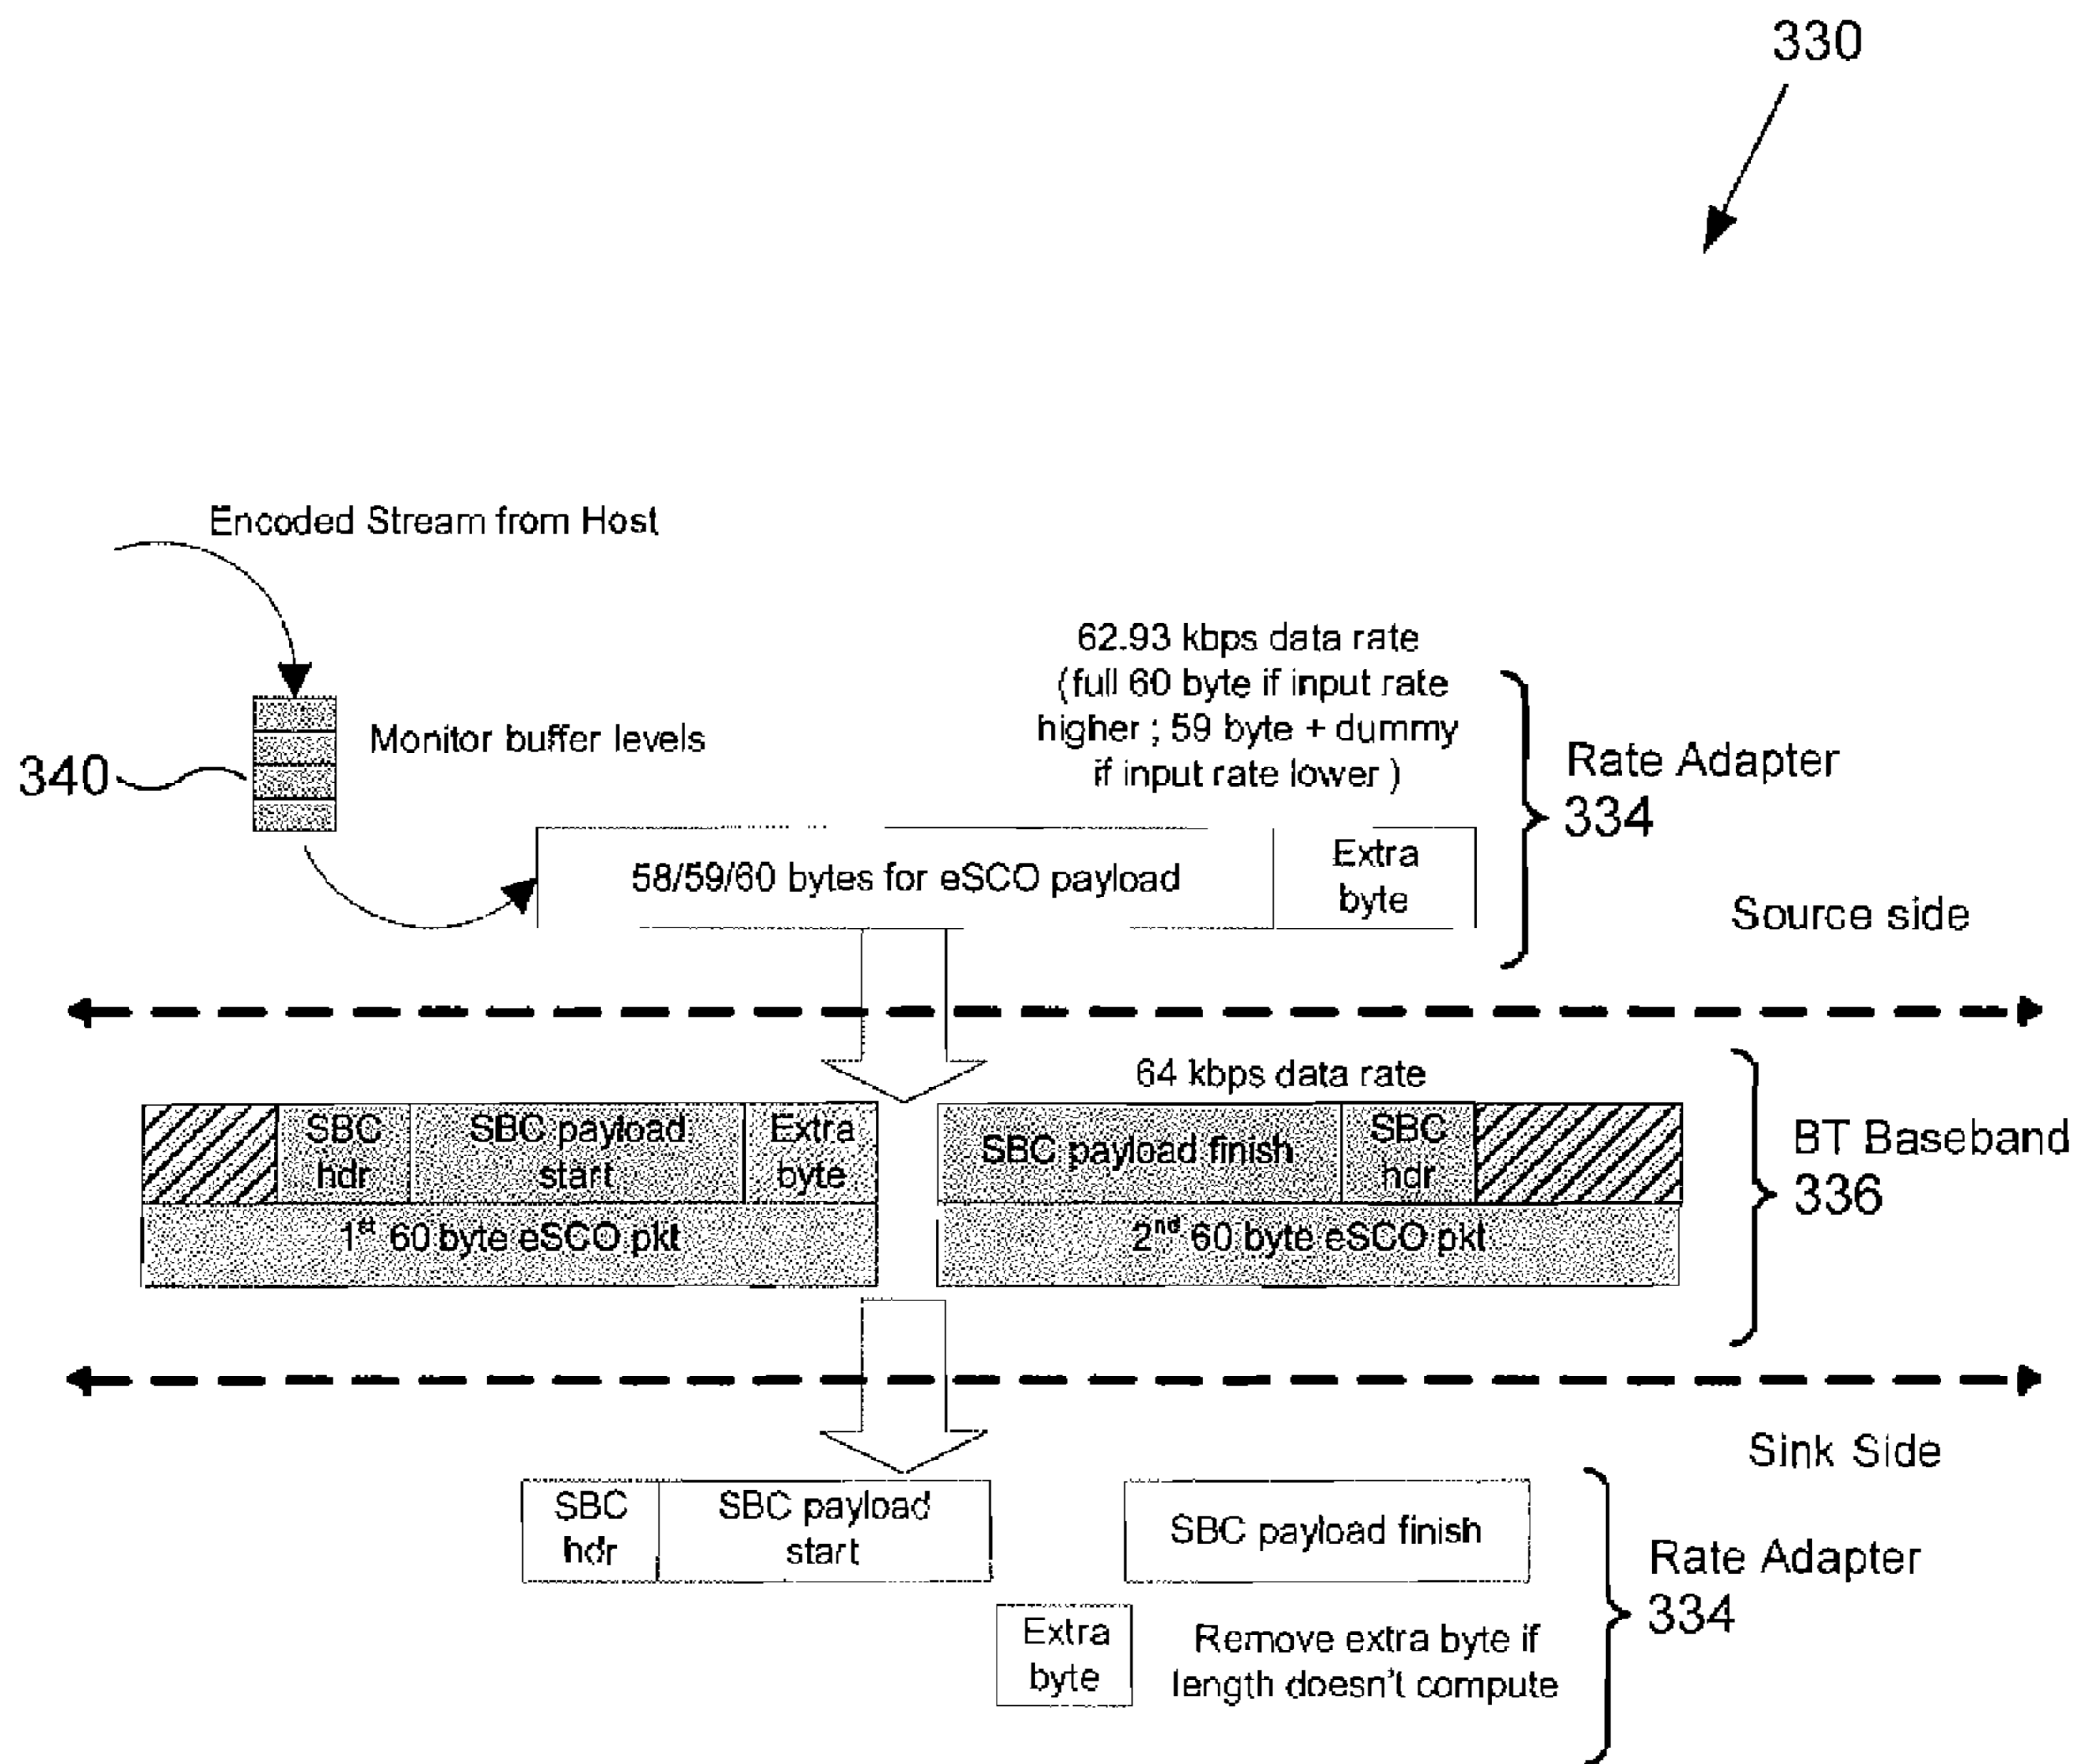 330
Encoded Stream from Host
62.93 kbps data rate
(full 60 byte if input rate
higher ; 59 byte + dummy
if input rate lower )
Monitor buffer levels
340
Rate Adapter
334
58/59/60 bytes for eSCO payload
Extra
byte
Source side
64 kbps data rate
SBC
hdr
SBC payload
start
Extra
byte
SBC payload finish
SBC
hdr
BT Baseband
336
1st 60 byte eSCO pkt
2nd 60 byte eSCO pkt
Sink Side
SBC
hdr
SBC payload
start
SBC payload finish
Rate Adapter
334
Extra
byte
Remove extra byte if
length doesn't compute